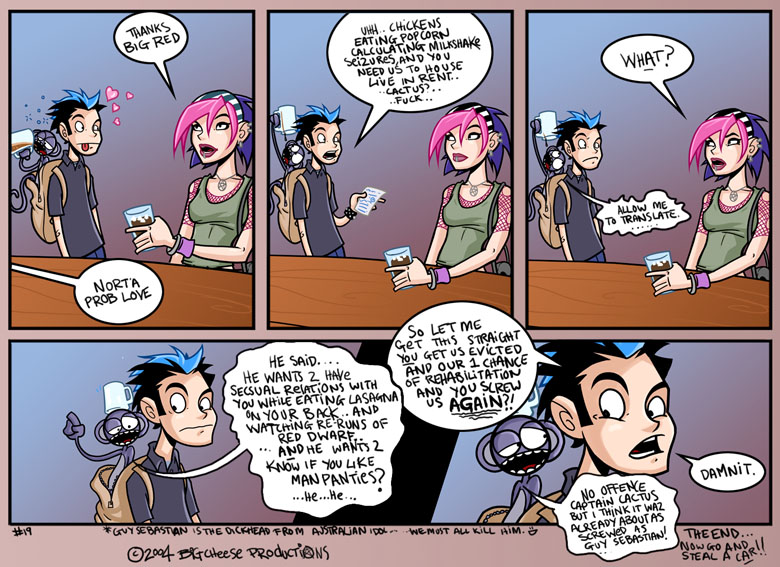 THANKS
BIG RED
NORT'A
PROB LOVE
UHH.. CHICKENS
EATING POPCORN
CALCULATING MILKSHAKE
SEIZURES, AND YOU
NEED US TO HOUSE
LIVE IN RENT..
..CACTUS?..
..FUCK..
WHAT?
ALLOW ME
TO TRANSLATE.
......
HE SAID....
HE WANTS 2 HAVE
SECSUAL RELATIONS WITH
YOU WHILE EATING LASAGNA
ON YOUR BACK.. AND
WATCHING RE-RUNS OF
RED DWARF...
... AND HE WANTS 2
KNOW IF YOU LIKE
MAN PANTIES?
...HE...HE..
SO LET ME
GET THIS STRAIGHT
YOU GET US EVICTED
AND OUR 1 CHANCE
OF REHABILITATION
AND YOU SCREW
US AGAIN?!
DAMNIT.
NO OFFENCE
CAPTAIN CACTUS
BUT I THINK IT WAZ
ALREADY ABOUT AS
SCREWED AS
GUY SEBASTIAN!
#19
*GUY SEBASTIAN IS THE DICKHEAD FROM AUSTRALIAN IDOL... WE MOST ALL KILL HIM.
©2004 BIG CHEESE PRODUCTIONS
THE END...
NOW GO AND
STEAL A CAR!!